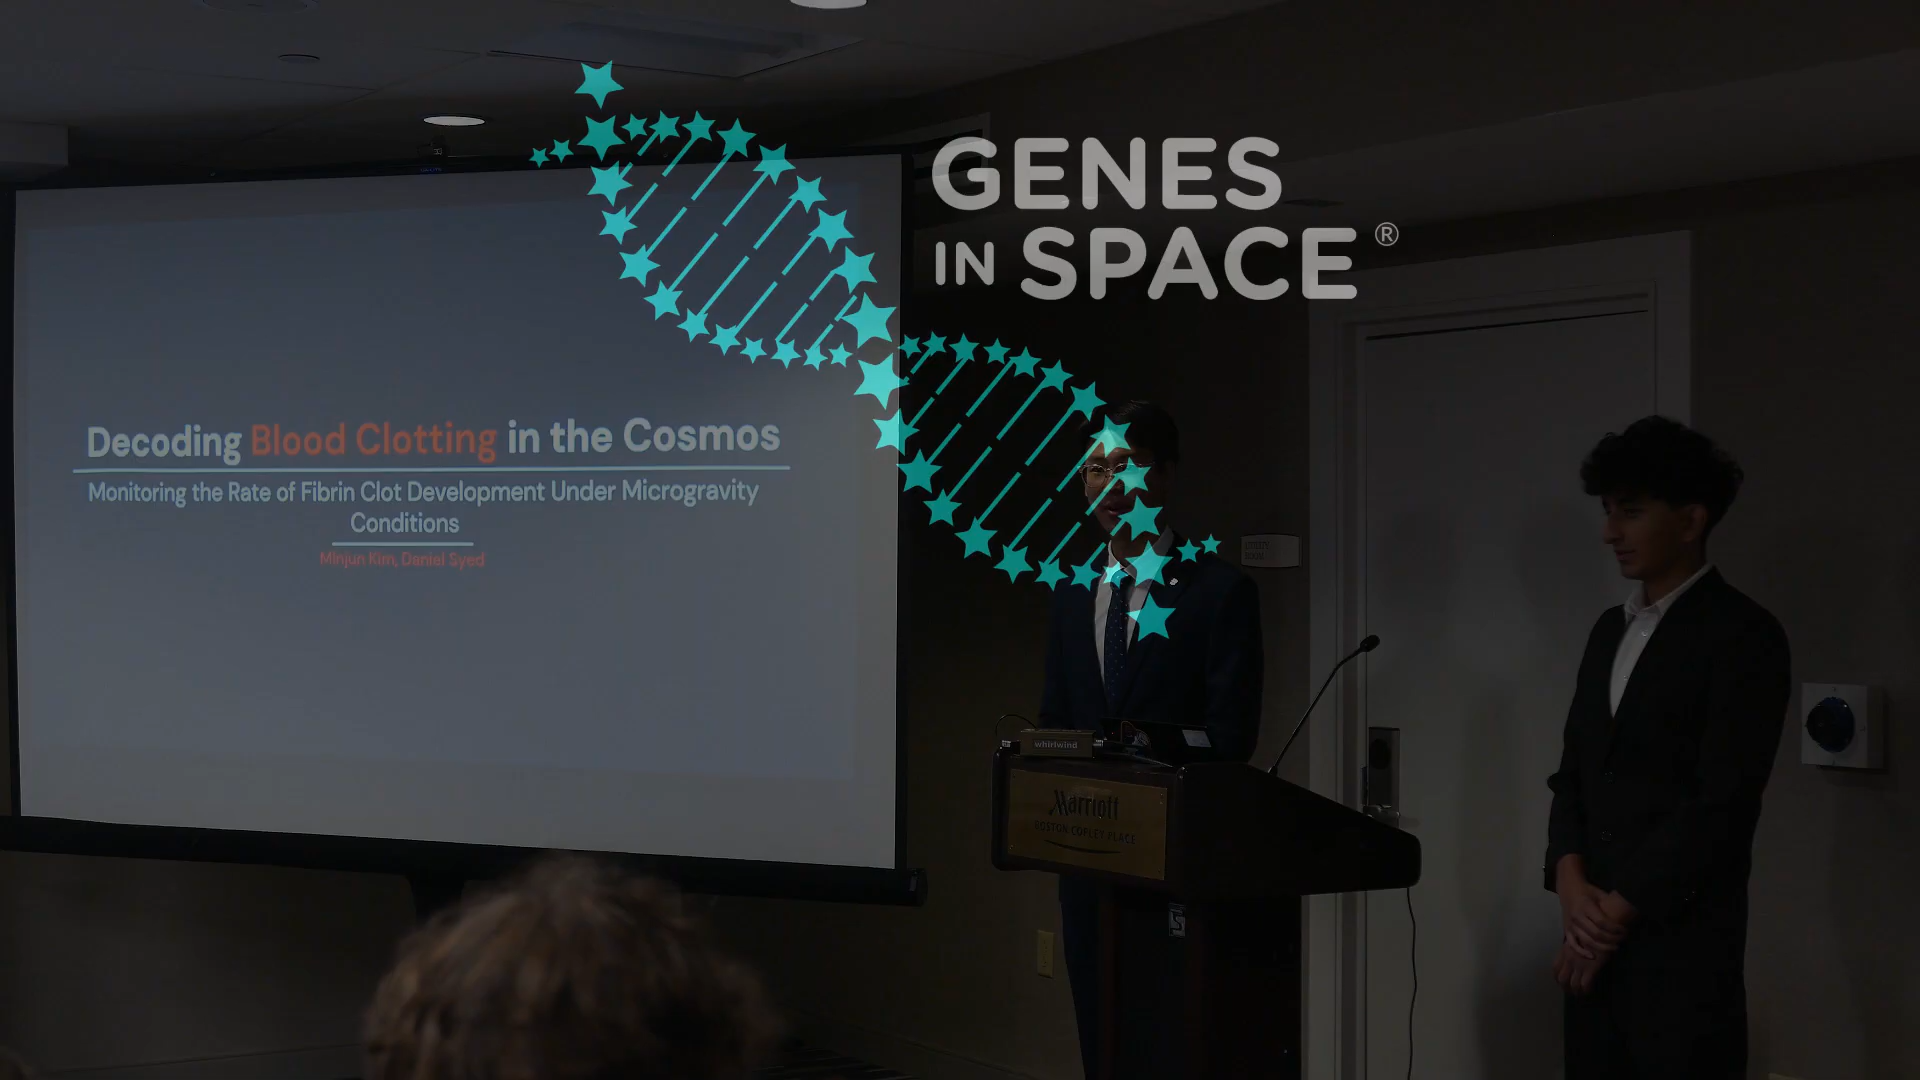 GENES
IN SPACE®
Decoding Blood Clotting in the Cosmos
Monitoring the Rate of Fibrin Clot Development Under Microgravity
Conditions
Minjun Kim, Daniel Syed
whirlwind
Marriott
BOSTON COPLEY PLACE